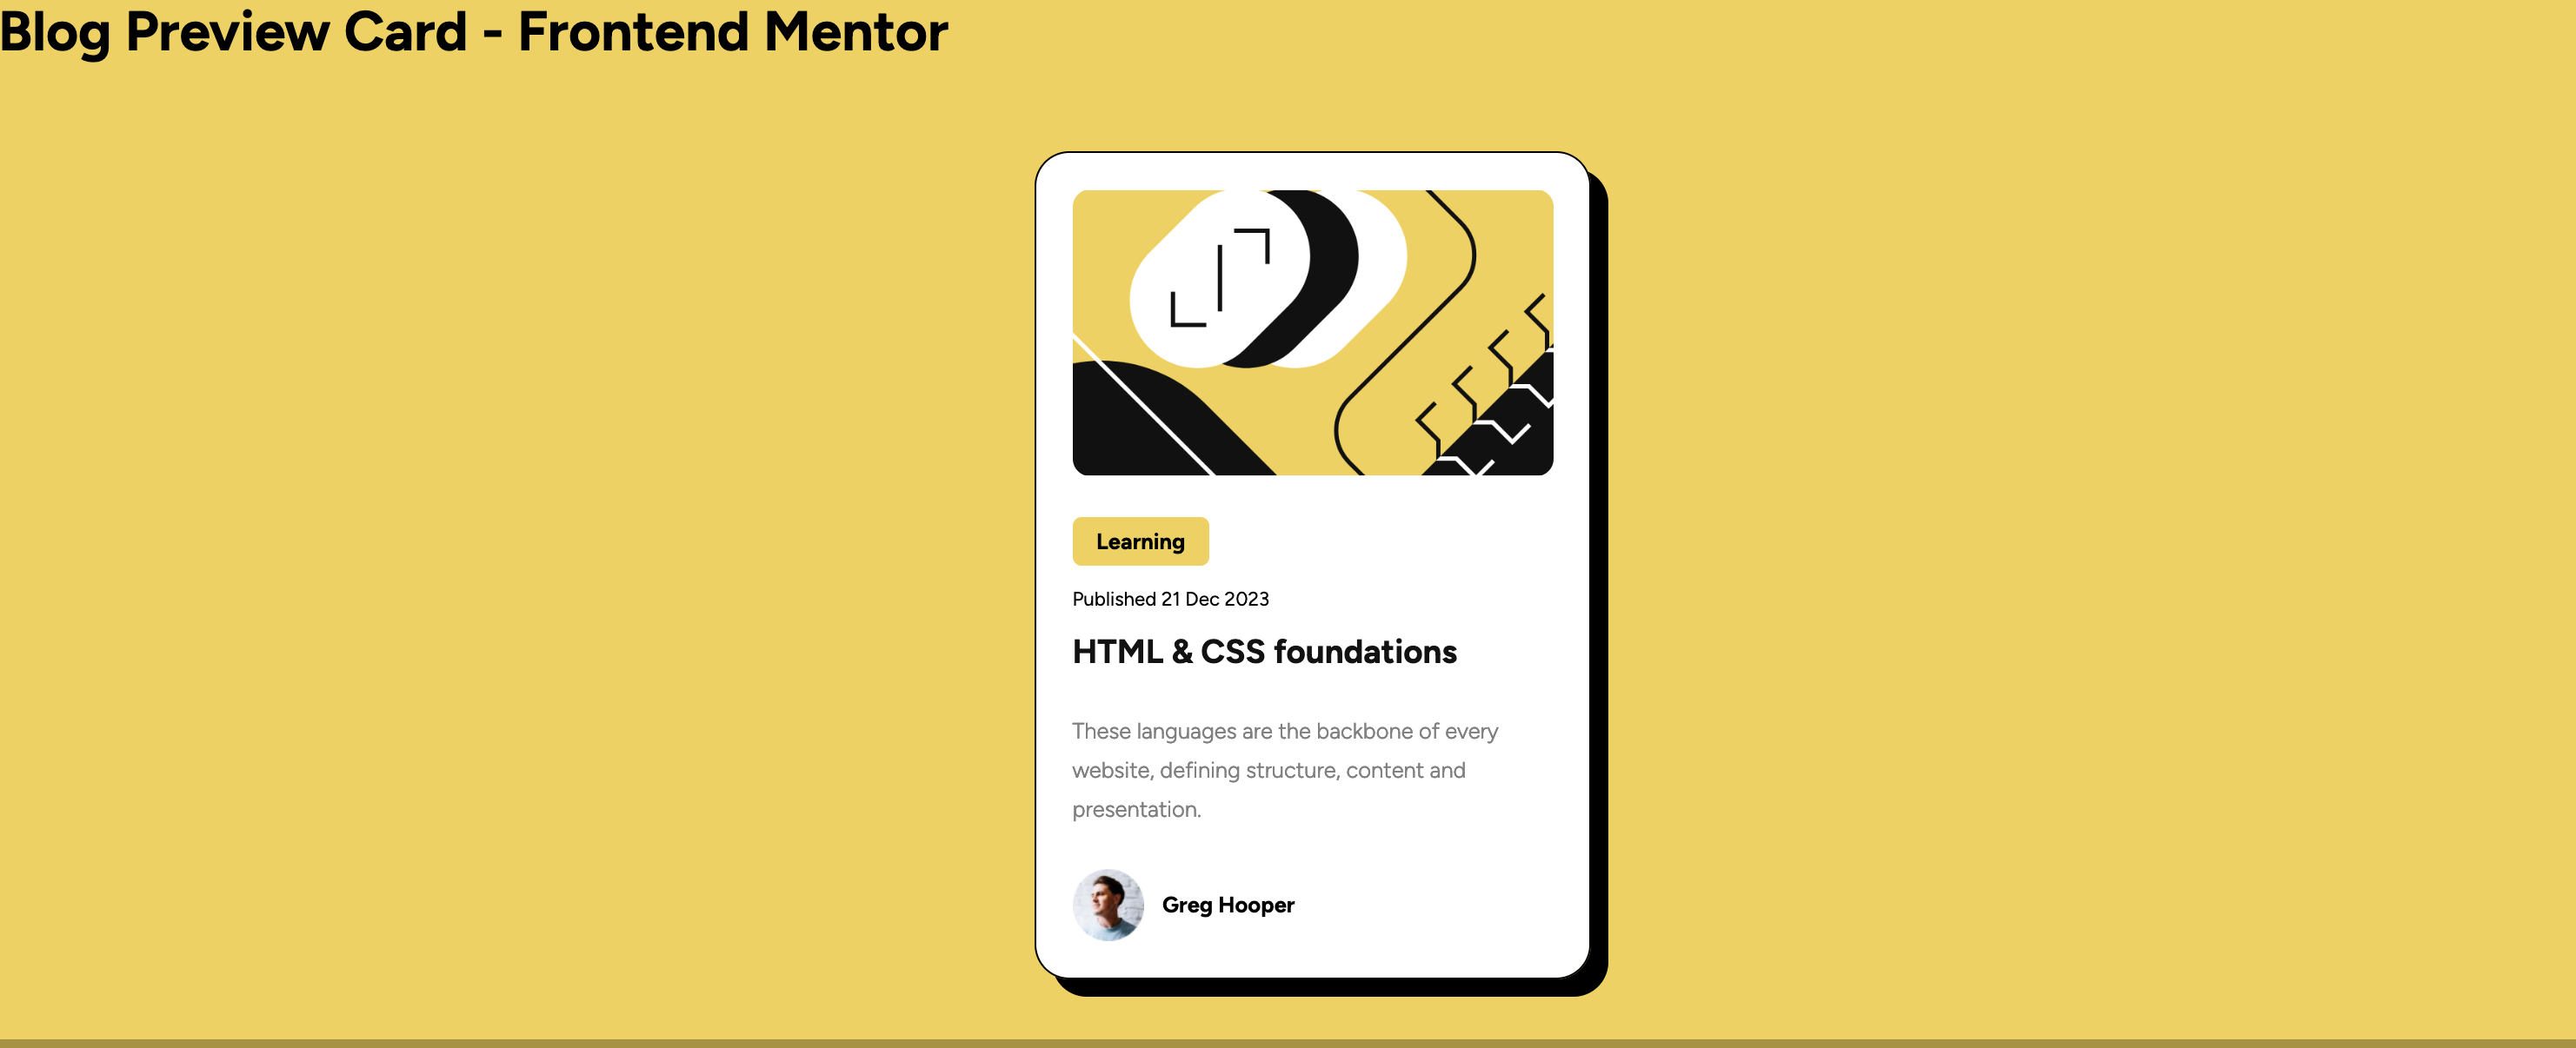 Blog Preview Card - Frontend Mentor
Learning
Published 21 Dec 2023
HTML & CSS foundations
These languages are the backbone of every
website, defining structure, content and
presentation.
Greg Hooper